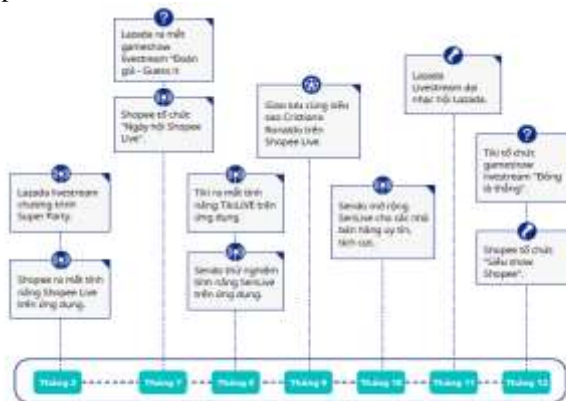 Lazada ra mắt
gameshow
livestream "Đoán
giá - Guess It
Shopee tổ chức
"Ngày hội Shopee
Live".
Lazada livestream
chương trình
Super Party.
Shopee ra mắt tính
năng Shopee Live
trên ứng dụng.
Tiki ra mắt tính
năng TikiLIVE trên
ứng dụng.
Sendo thử nghiệm
tính năng SenLive
trên ứng dụng.
Giao lưu cùng siêu
sao Cristiano
Ronaldo trên
Shopee Live.
Sendo mở rộng
SenLive cho các nhà
bán hàng uy tín,
tích cực.
Lazada
Livestream đại
nhạc hội Lazada.
Tiki tổ chức
gameshow
livestream "Đông
là thắng".
Shopee tổ chức
"Siêu show
Shopee".
Tháng 3 Tháng 7 Tháng 8 Tháng 9 Tháng 10 Tháng 11 Tháng 12